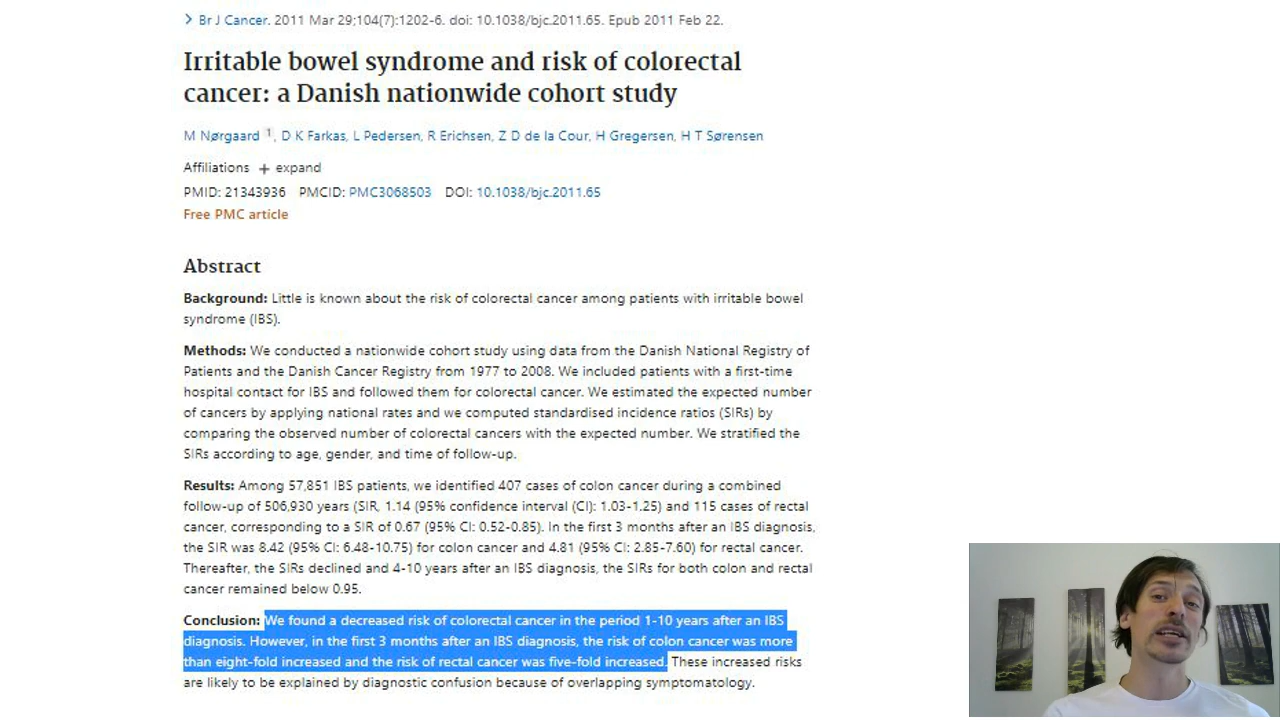 Br J Cancer. 2011 Mar 29;104(7):1202-6. doi: 10.1038/bjc.2011.65. Epub 2011 Feb 22.
Irritable bowel syndrome and risk of colorectal
cancer: a Danish nationwide cohort study
M Nørgaard 1, D K Farkas, L Pedersen, R Erichsen, Z D de la Cour, H Gregersen, H T Sørensen
Affiliations + expand
PMID: 21343936 PMCID: PMC3068503 DOI: 10.1038/bjc.2011.65
Free PMC article
Abstract
Background: Little is known about the risk of colorectal cancer among patients with irritable bowel
syndrome (IBS).
Methods: We conducted a nationwide cohort study using data from the Danish National Registry of
Patients and the Danish Cancer Registry from 1977 to 2008. We included patients with a first-time
hospital contact for IBS and followed them for colorectal cancer. We estimated the expected number
of cancers by applying national rates and we computed standardised incidence ratios (SIRs) by
comparing the observed number of colorectal cancers with the expected number. We stratified the
SIRs according to age, gender, and time of follow-up.
Results: Among 57,851 IBS patients, we identified 407 cases of colon cancer during a combined
follow-up of 506,930 years (SIR, 1.14 (95% confidence interval (CI): 1.03-1.25) and 115 cases of rectal
cancer, corresponding to a SIR of 0.67 (95% CI: 0.52-0.85). In the first 3 months after an IBS diagnosis,
the SIR was 8.42 (95% CI: 6.48-10.75) for colon cancer and 4.81 (95% CI: 2.85-7.60) for rectal cancer.
Thereafter, the SIRs declined and 4-10 years after an IBS diagnosis, the SIRs for both colon and rectal
cancer remained below 0.95.
Conclusion: We found a decreased risk of colorectal cancer in the period 1-10 years after an IBS
diagnosis. However, in the first 3 months after an IBS diagnosis, the risk of colon cancer was more
than eight-fold increased and the risk of rectal cancer was five-fold increased. These increased risks
are likely to be explained by diagnostic confusion because of overlapping symptomatology.